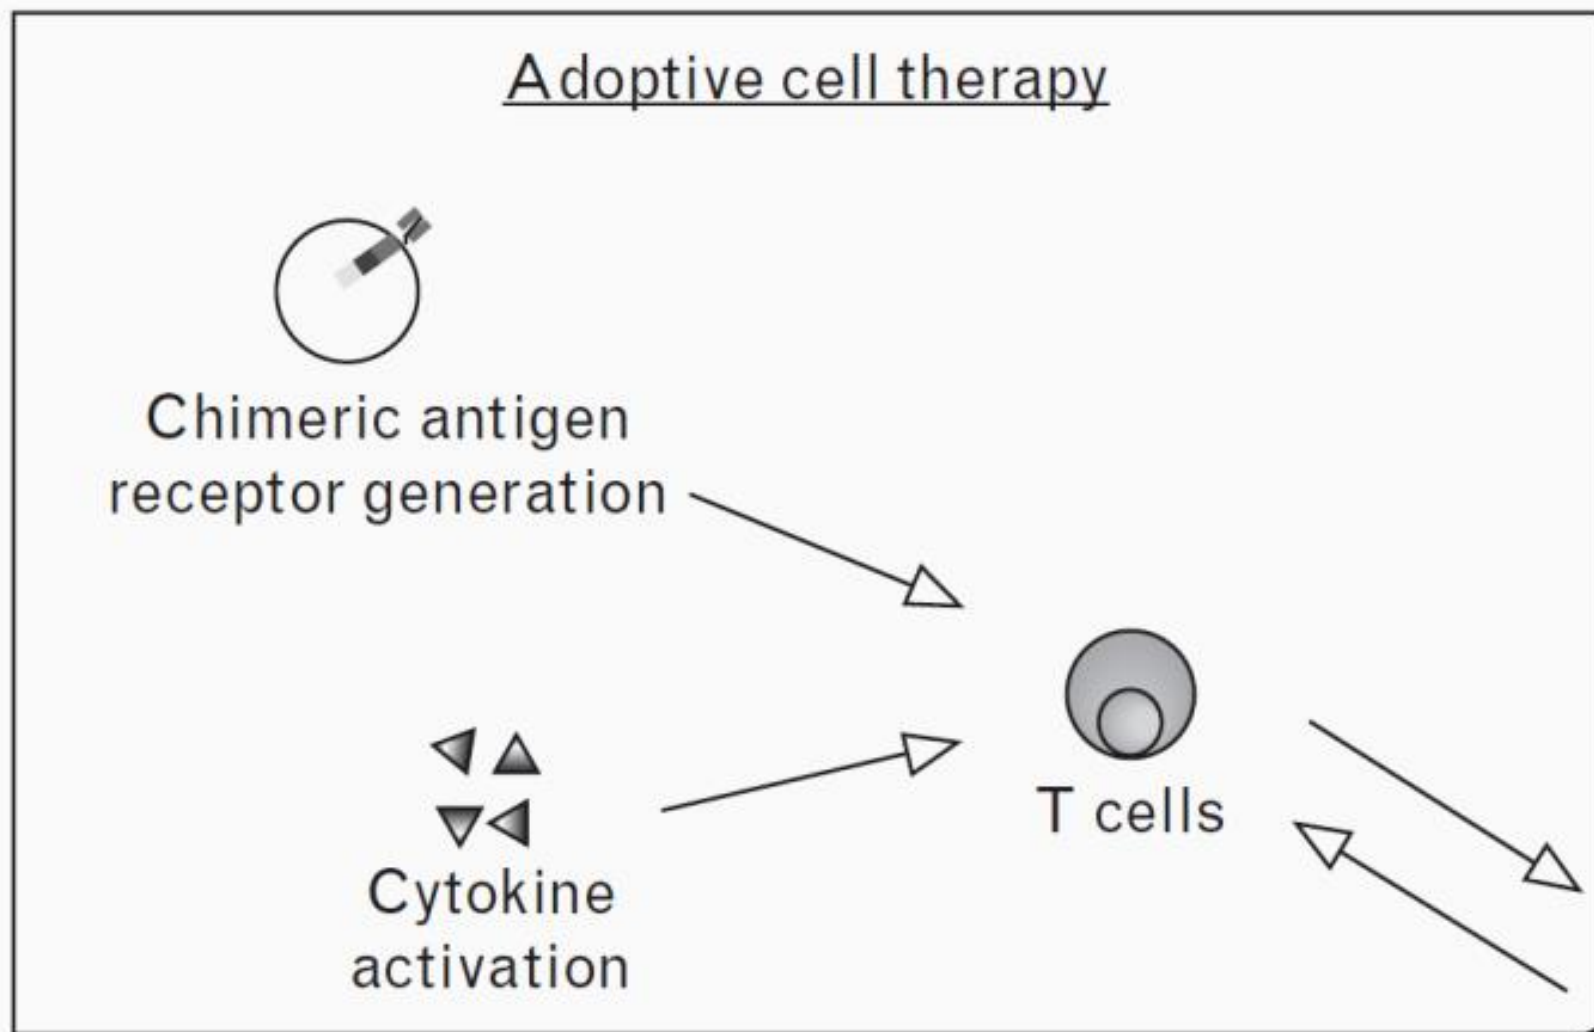 Adoptive cell therapy
Chimeric antigen
receptor generation
T cells
Cytokine
activation